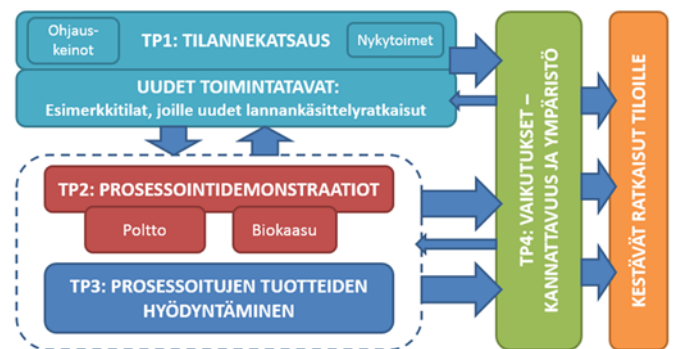 Ohjaus-
keinot
TP1: TILANNEKATSAUS
Nykytoimet
UUDET TOIMINTATAVAT:
Esimerkkitilat, joille uudet lannankäsittelyratkaisut
TP2: PROSESSOINTIDEMONSTRAATIOT
Poltto
Biokaasu
TP3: PROSESSOITUJEN TUOTTEIDEN
HYÖDYNTÄMINEN
TP4: VAIKUTUKSET –
KANNATTAVUUS JA YMPÄRISTÖ
KESTÄVÄT RATKAISUT TILOILLE